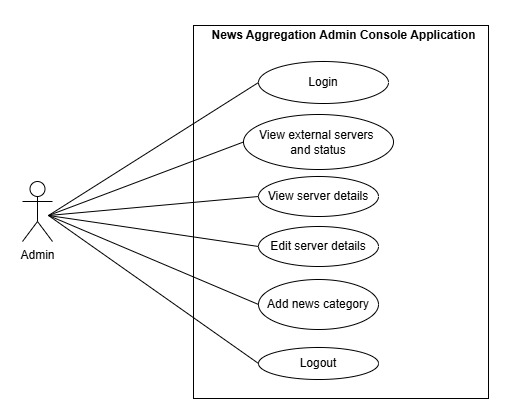 News Aggregation Admin Console Application
Login
View external servers
and status
View server details
Edit server details
Add news category
Logout
Admin